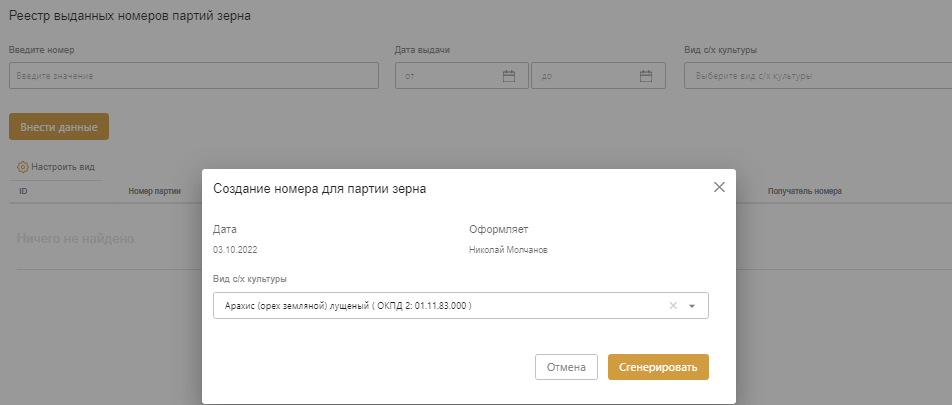 Реестр выданных номеров партий зерна
Введите номер
Дата выдачи
Вид с/х культуры
Введите значение
от
до
Выберите вид с/х культуры
Внести данные
Настроить вид
ID
Номер партии
Получатель номера
Ничего не найдено
Создание номера для партии зерна
Дата
Оформляет
03.10.2022
Николай Молчанов
Вид с/х культуры
Арахис (орех земляной) лущеный ( ОКПД 2: 01.11.83.000 )
Отмена
Сгенерировать